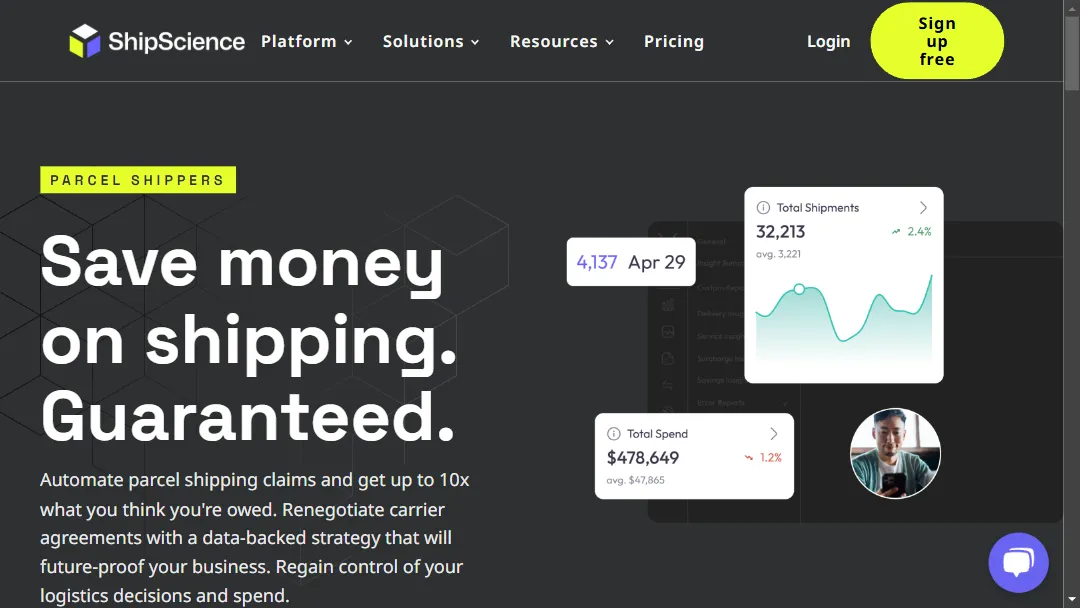 ShipScience
Platform
Solutions
Resources
Pricing
Login
Sign
up
free
PARCEL SHIPPERS
Save money
on shipping.
Guaranteed.
Automate parcel shipping claims and get up to 10x
what you think you're owed. Renegotiate carrier
agreements with a data-backed strategy that will
future-proof your business. Regain control of your
logistics decisions and spend.
4,137 Apr 29
Total Shipments
32,213
2.4%
avg. 3,221
General
Error Reports
Total Spend
$478,649
1.2%
avg. $47,865